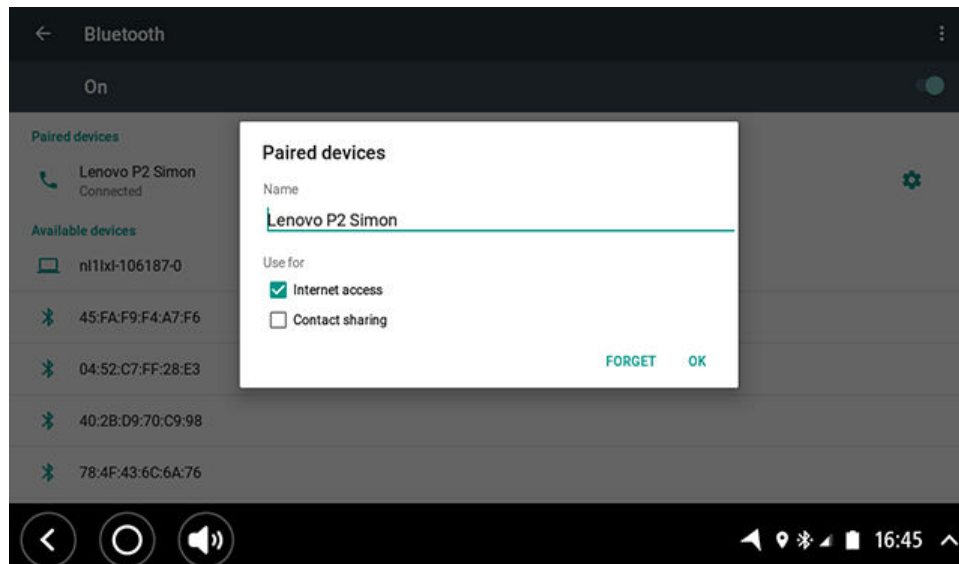 Bluetooth
On
Paired devices
Lenovo P2 Simon
Connected
Available devices
nl1lxl-106187-0
45:FA:F9:F4:A7:F6
04:52:C7:FF:28:E3
40:2B:D9:70:C9:98
78:4F:43:6C:6A:76
Paired devices
Name
Lenovo P2 Simon
Use for
Internet access
Contact sharing
FORGET OK
16:45